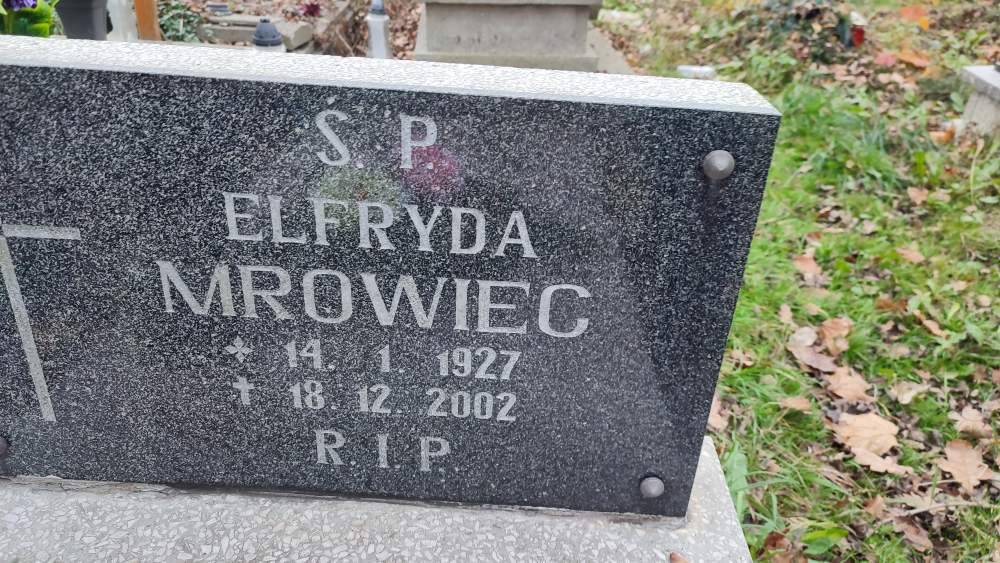 Ś. P.
ELFRYDA
MROWIEC
14. 1. 1927
18. 12. 2002
R. I. P.